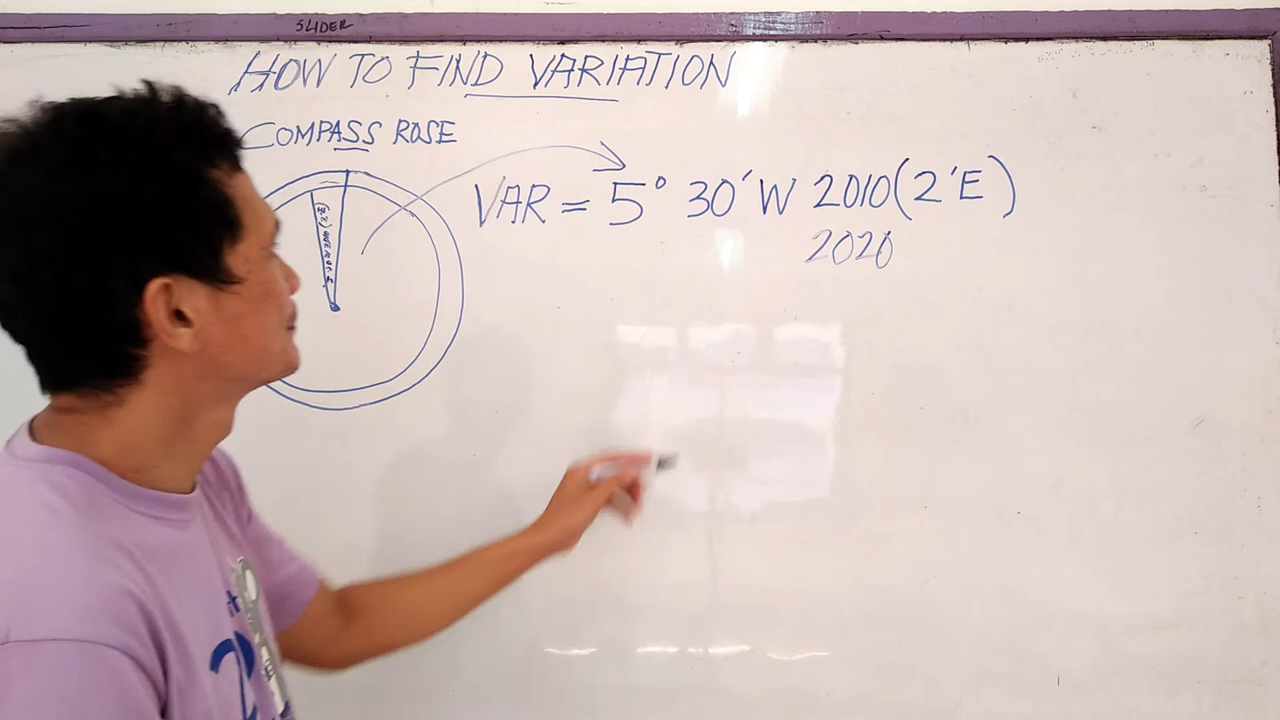 SLIDER
HOW TO FIND VARIATION
COMPASS ROSE
VAR = 5° 30′ W 2010 (2′E)
2020